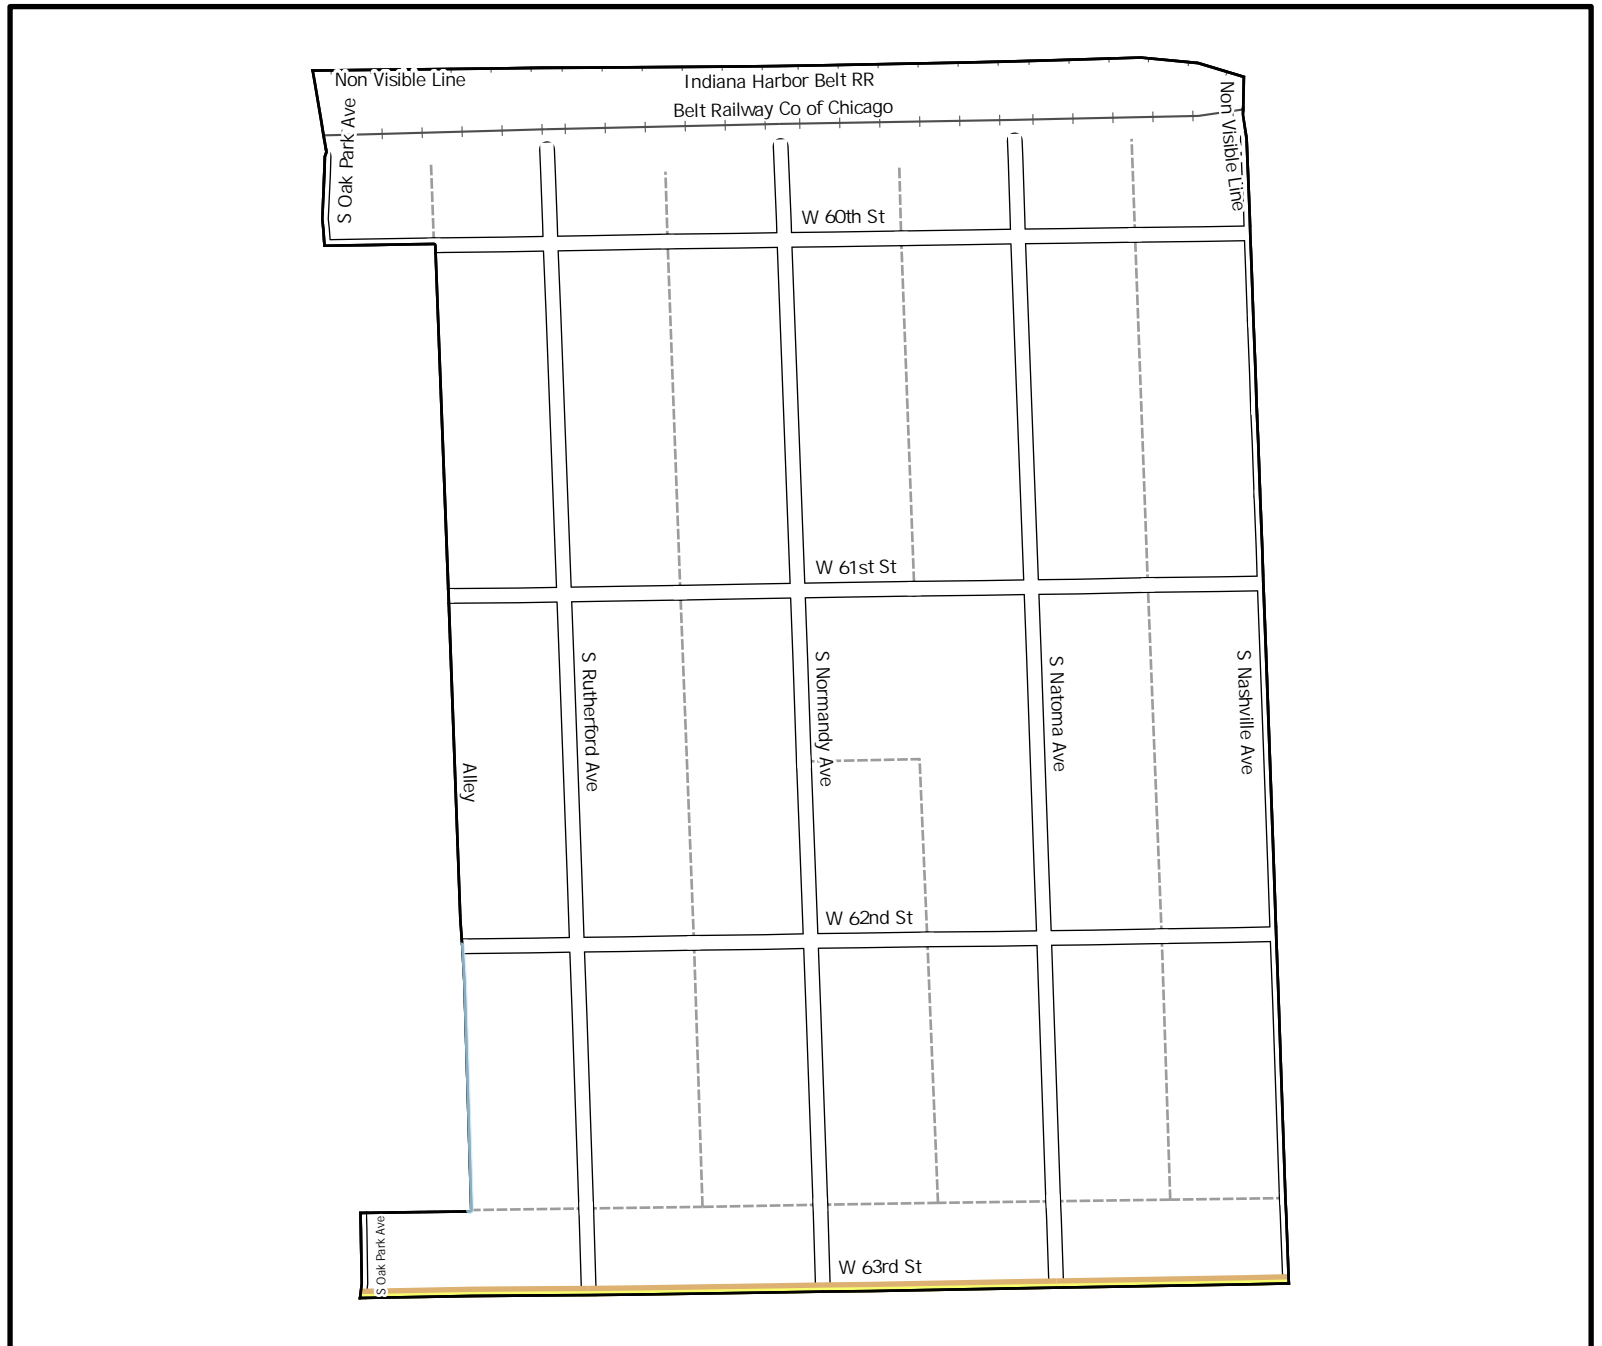 Non Visible Line
Indiana Harbor Belt RR
Belt Railway Co of Chicago
S Oak Park Ave
Non Visible Line
W 60th St
W 61st St
S Rutherford Ave
S Normandy Ave
S Natoma Ave
S Nashville Ave
Alley
W 62nd St
S Oak Park Ave
W 63rd St